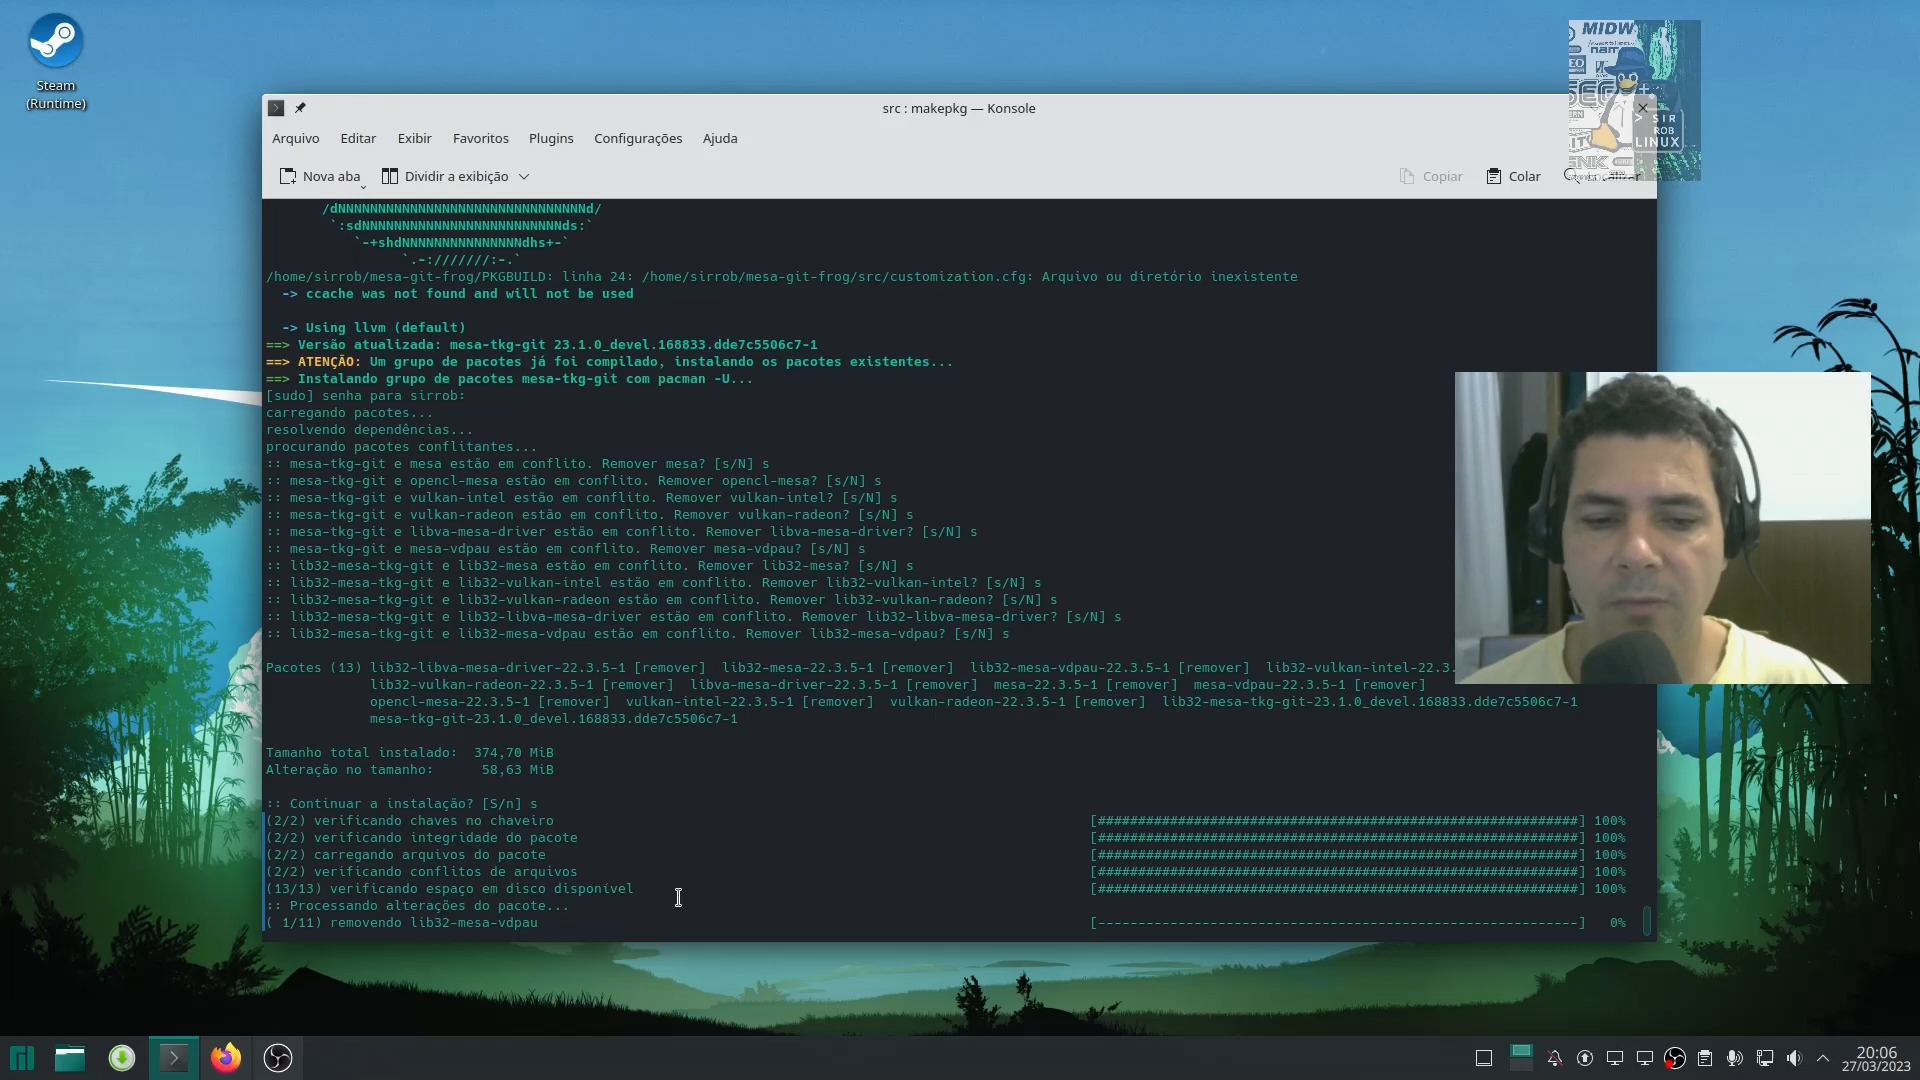 Steam
(Runtime)
src : makepkg — Konsole
Arquivo Editar Exibir Favoritos Plugins Configurações Ajuda
Nova aba Dividir a exibição Copiar Colar
MIDW
> SIR
ROB
LINUX
/dNNNNNNNNNNNNNNNNNNNNNNNNNNNNNNNd/
`:sdNNNNNNNNNNNNNNNNNNNNNNNNNds:`
`-+shdNNNNNNNNNNNNNNNdhs+-`
`.-:///////:-.`
/home/sirrob/mesa-git-frog/PKGBUILD: linha 24: /home/sirrob/mesa-git-frog/src/customization.cfg: Arquivo ou diretório inexistente
-> ccache was not found and will not be used
-> Using llvm (default)
==> Versão atualizada: mesa-tkg-git 23.1.0_devel.168833.dde7c5506c7-1
==> ATENÇÃO: Um grupo de pacotes já foi compilado, instalando os pacotes existentes...
==> Instalando grupo de pacotes mesa-tkg-git com pacman -U...
[sudo] senha para sirrob:
carregando pacotes...
resolvendo dependências...
procurando pacotes conflitantes...
:: mesa-tkg-git e mesa estão em conflito. Remover mesa? [s/N] s
:: mesa-tkg-git e opencl-mesa estão em conflito. Remover opencl-mesa? [s/N] s
:: mesa-tkg-git e vulkan-intel estão em conflito. Remover vulkan-intel? [s/N] s
:: mesa-tkg-git e vulkan-radeon estão em conflito. Remover vulkan-radeon? [s/N] s
:: mesa-tkg-git e libva-mesa-driver estão em conflito. Remover libva-mesa-driver? [s/N] s
:: mesa-tkg-git e mesa-vdpau estão em conflito. Remover mesa-vdpau? [s/N] s
:: lib32-mesa-tkg-git e lib32-mesa estão em conflito. Remover lib32-mesa? [s/N] s
:: lib32-mesa-tkg-git e lib32-vulkan-intel estão em conflito. Remover lib32-vulkan-intel? [s/N] s
:: lib32-mesa-tkg-git e lib32-vulkan-radeon estão em conflito. Remover lib32-vulkan-radeon? [s/N] s
:: lib32-mesa-tkg-git e lib32-libva-mesa-driver estão em conflito. Remover lib32-libva-mesa-driver? [s/N] s
:: lib32-mesa-tkg-git e lib32-mesa-vdpau estão em conflito. Remover lib32-mesa-vdpau? [s/N] s
Pacotes (13) lib32-libva-mesa-driver-22.3.5-1 [remover] lib32-mesa-22.3.5-1 [remover] lib32-mesa-vdpau-22.3.5-1 [remover] lib32-vulkan-intel-22.3.
lib32-vulkan-radeon-22.3.5-1 [remover] libva-mesa-driver-22.3.5-1 [remover] mesa-22.3.5-1 [remover] mesa-vdpau-22.3.5-1 [remover]
opencl-mesa-22.3.5-1 [remover] vulkan-intel-22.3.5-1 [remover] vulkan-radeon-22.3.5-1 [remover] lib32-mesa-tkg-git-23.1.0_devel.168833.dde7c5506c7-1
mesa-tkg-git-23.1.0_devel.168833.dde7c5506c7-1
Tamanho total instalado: 374,70 MiB
Alteração no tamanho: 58,63 MiB
:: Continuar a instalação? [S/n] s
(2/2) verificando chaves no chaveiro [############################################################] 100%
(2/2) verificando integridade do pacote [############################################################] 100%
(2/2) carregando arquivos do pacote [############################################################] 100%
(2/2) verificando conflitos de arquivos [############################################################] 100%
(13/13) verificando espaço em disco disponível [############################################################] 100%
:: Processando alterações do pacote...
( 1/11) removendo lib32-mesa-vdpau [------------------------------------------------------------] 0%
20:06
27/03/2023